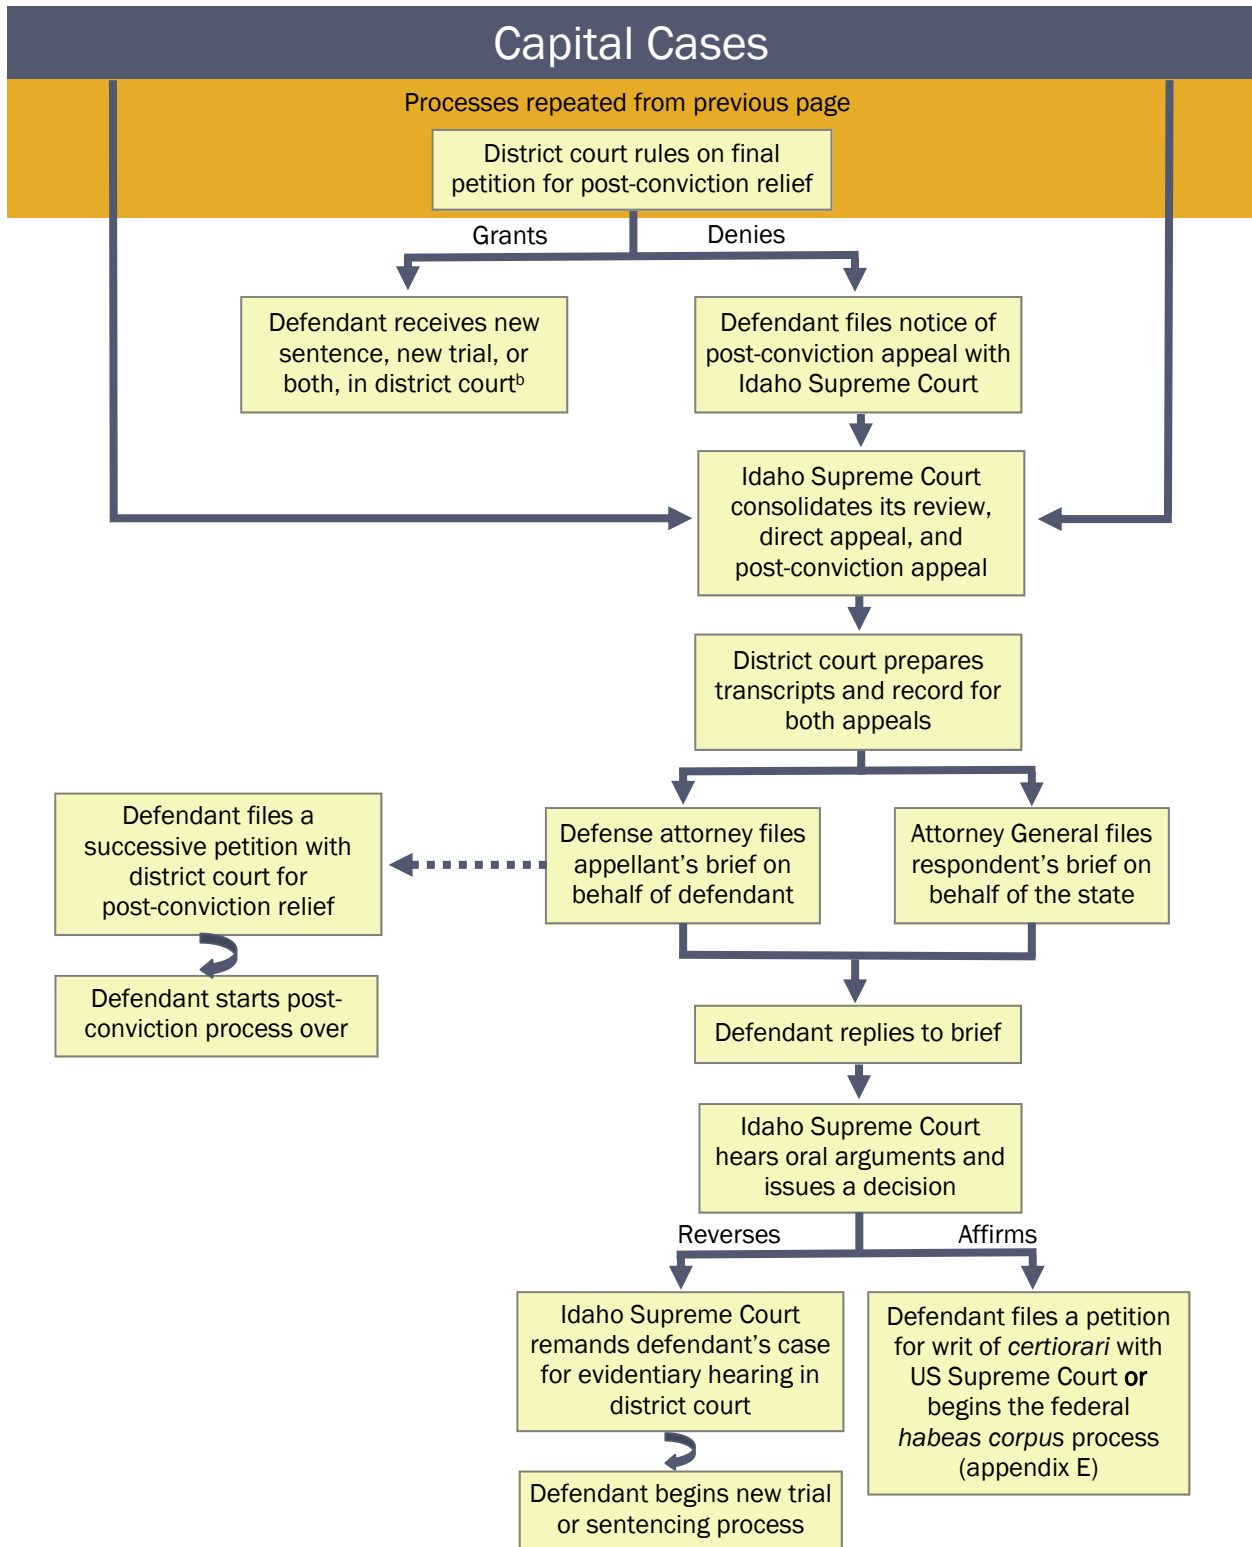 Capital Cases
Processes repeated from previous page
District court rules on final
petition for post-conviction relief
Grants
Denies
Defendant receives new
sentence, new trial, or
both, in district courtᵇ
Defendant files notice of
post-conviction appeal with
Idaho Supreme Court
Idaho Supreme Court
consolidates its review,
direct appeal, and
post-conviction appeal
District court prepares
transcripts and record for
both appeals
Defendant files a
successive petition with
district court for
post-conviction relief
Defense attorney files
appellant’s brief on
behalf of defendant
Attorney General files
respondent’s brief on
behalf of the state
Defendant starts post-
conviction process over
Defendant replies to brief
Idaho Supreme Court
hears oral arguments and
issues a decision
Reverses
Affirms
Idaho Supreme Court
remands defendant’s case
for evidentiary hearing in
district court
Defendant files a petition
for writ of certiorari with
US Supreme Court or
begins the federal
habeas corpus process
(appendix E)
Defendant begins new trial
or sentencing process